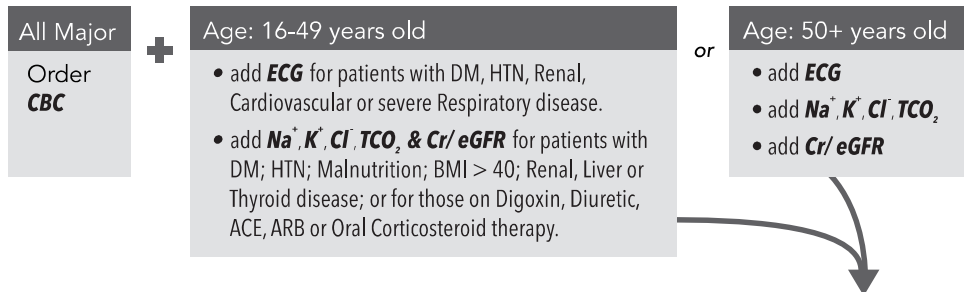 All Major
Order
CBC
Age: 16-49 years old
• add ECG for patients with DM, HTN, Renal,
Cardiovascular or severe Respiratory disease.
• add Na⁺, K⁺, Cl⁻, TCO₂ & Cr/ eGFR for patients with
DM; HTN; Malnutrition; BMI > 40; Renal, Liver or
Thyroid disease; or for those on Digoxin, Diuretic,
ACE, ARB or Oral Corticosteroid therapy.
or
Age: 50+ years old
• add ECG
• add Na⁺, K⁺, Cl⁻, TCO₂
• add Cr/ eGFR